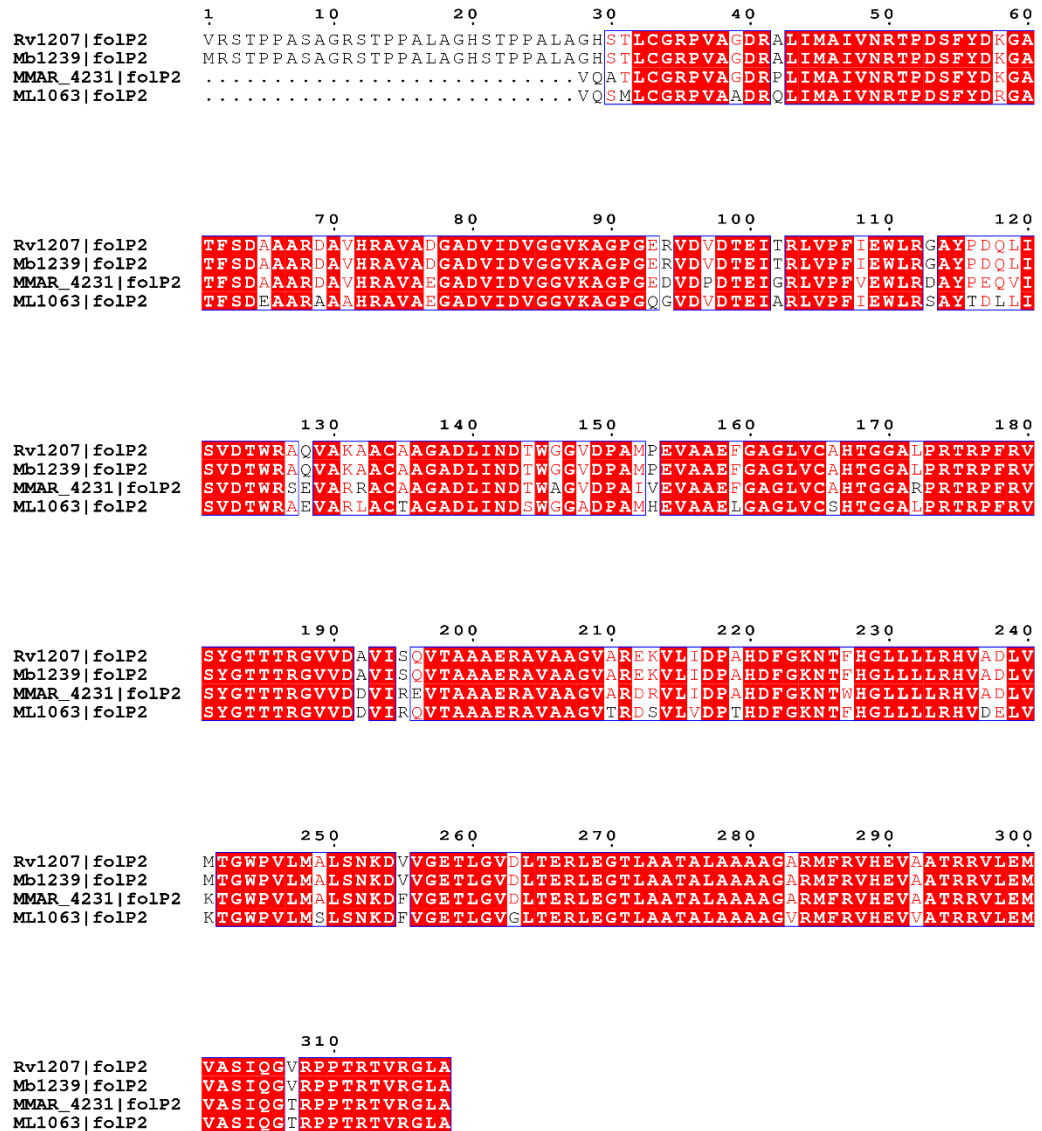 1 10 20 30 40 50 60
Rv1207|folP2 VRSTPPASAGRSTPPALAGHSTPPALAGHSTLCGRPVAGDRALIMAIVNRTPDSFYDKGA
Mb1239|folP2 MRSTPPASAGRSTPPALAGHSTPPALAGHSTLCGRPVAGDRALIMAIVNRTPDSFYDKGA
MMAR_4231|folP2 ...........................VQATLCGRPVAGDRPLIMAIVNRTPDSFYDKGA
ML1063|folP2 ...........................VQSMLCGRPVAADRQLIMAIVNRTPDSFYDRGA
70 80 90 100 110 120
Rv1207|folP2 TFSDAAARDAVHRAVADGADVIDVGGVKAGPGERVDVDTEITRLVPFIEWLRGAYPDQLI
Mb1239|folP2 TFSDAAARDAVHRAVADGADVIDVGGVKAGPGERVDVDTEITRLVPFIEWLRGAYPDQLI
MMAR_4231|folP2 TFSDAAARDAVHRAVAEGADVIDVGGVKAGPGEDVDPDTEIGRLVPFVEWLRDAYPEQVI
ML1063|folP2 TFSDEAARAAAHRAVAEGADVIDVGGVKAGPGQGVDVDTEIARLVPFIEWLRSAYTDLLI
130 140 150 160 170 180
Rv1207|folP2 SVDTWRAQVAKAACAAGADLINDTWGGVDPAMPEVAAEFGAGLVCAHTGGALPRTRPFRV
Mb1239|folP2 SVDTWRAQVAKAACAAGADLINDTWGGVDPAMPEVAAEFGAGLVCAHTGGALPRTRPFRV
MMAR_4231|folP2 SVDTWRSEVARRACAAGADLINDTWAGVDPAIVEVAAEFGAGLVCAHTGGARPRTRPFRV
ML1063|folP2 SVDTWRAEVARLACTAGADLINDSWGGADPAMHEVAAELGAGLVCSHTGGALPRTRPFRV
190 200 210 220 230 240
Rv1207|folP2 SYGTTTRGVVDAVISQVTAAAERAVAAGVAREKVLIDPAHDFGKNTFHGLLLLRHVADLV
Mb1239|folP2 SYGTTTRGVVDAVISQVTAAAERAVAAGVAREKVLIDPAHDFGKNTFHGLLLLRHVADLV
MMAR_4231|folP2 SYGTTTRGVVDDVIREVTAAAERAVAAGVARDRVLIDPAHDFGKNTWHGLLLLRHVADLV
ML1063|folP2 SYGTTTRGVVDDVIRQVTAAAERAVAAGVTRDSVLVDPTHDFGKNTFHGLLLLRHVDELV
250 260 270 280 290 300
Rv1207|folP2 MTGWPVLMALSNKDVVGETLGVDLTERLEGTLAATALAAAAGARMFRVHEVAATRRVLEM
Mb1239|folP2 MTGWPVLMALSNKDVVGETLGVDLTERLEGTLAATALAAAAGARMFRVHEVAATRRVLEM
MMAR_4231|folP2 KTGWPVLMALSNKDFVGETLGVDLTERLEGTLAATALAAAAGARMFRVHEVAATRRVLEM
ML1063|folP2 KTGWPVLMSLSNKDFVGETLGVGLTERLEGTLAATALAAAAGVRMFRVHEVVATRRVLEM
310
Rv1207|folP2 VASIQGVRPPTRTVRGLA
Mb1239|folP2 VASIQGVRPPTRTVRGLA
MMAR_4231|folP2 VASIQGTRPPTRTVRGLA
ML1063|folP2 VASIQGTRPPTRTVRGLA